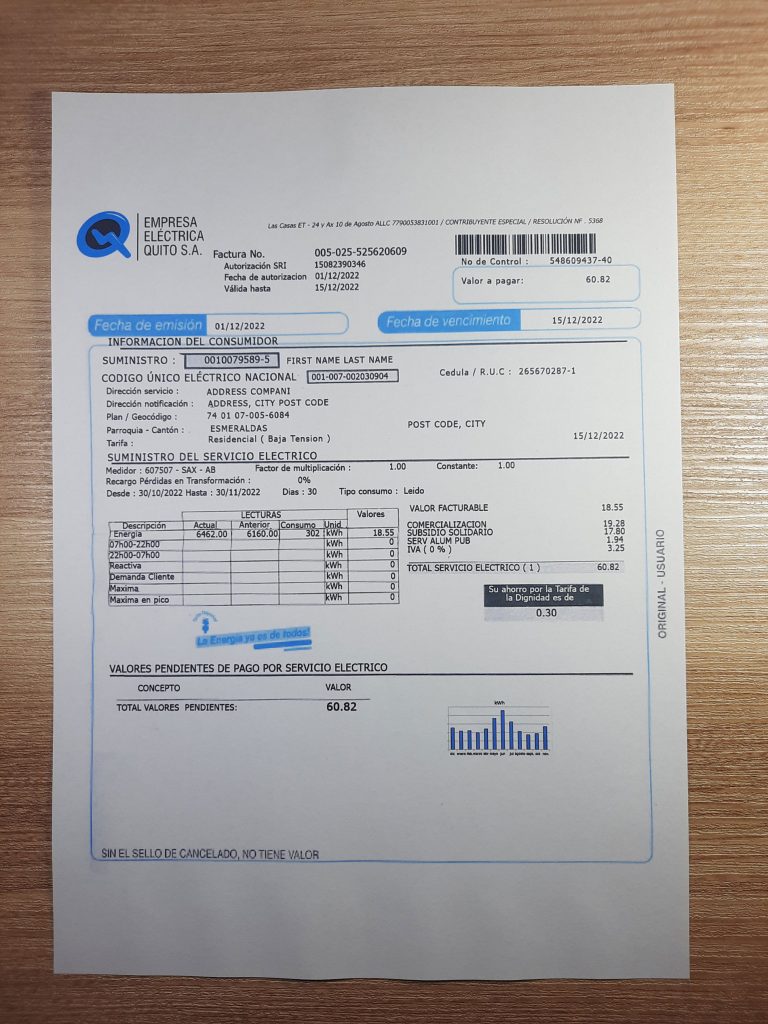 EMPRESA
ELÉCTRICA
QUITO S.A.
Las Casas ET - 24 y Ax 10 de Agosto ALLC 7790053831001 / CONTRIBUYENTE ESPECIAL / RESOLUCIÓN NF . 5368
Factura No. 005-025-525620609
Autorización SRI 15082390346
Fecha de autorizacion 01/12/2022
Válida hasta 15/12/2022
No de Control : 548609437-40
Valor a pagar: 60.82
Fecha de emisión 01/12/2022
Fecha de vencimiento 15/12/2022
INFORMACION DEL CONSUMIDOR
SUMINISTRO : 0010079589-5 FIRST NAME LAST NAME
CODIGO ÚNICO ELÉCTRICO NACIONAL 001-007-002030904
Cedula / R.U.C : 265670287-1
Dirección servicio : ADDRESS COMPANI
Dirección notificación : ADDRESS, CITY POST CODE
Plan / Geocódigo : 74 01 07-005-6084
Parroquia - Cantón : ESMERALDAS POST CODE, CITY
Tarifa : Residencial ( Baja Tension ) 15/12/2022
SUMINISTRO DEL SERVICIO ELECTRICO
Medidor : 607507 - SAX - AB Factor de multiplicación : 1.00 Constante: 1.00
Recargo Pérdidas en Transformación : 0%
Desde : 30/10/2022 Hasta : 30/11/2022 Dias : 30 Tipo consumo : Leido
LECTURAS Valores
Descripción Actual Anterior Consumo Unid
Energia 6462.00 6160.00 302 kWh 18.55
07h00-22h00 kWh 0
22h00-07h00 kWh 0
Reactiva kWh 0
Demanda Cliente kWh 0
Maxima kWh 0
Maxima en pico kWh 0
VALOR FACTURABLE 18.55
COMERCIALIZACION 19.28
SUBSIDIO SOLIDARIO 17.80
SERV ALUM PUB 1.94
IVA ( 0 % ) 3.25
TOTAL SERVICIO ELECTRICO ( 1 ) 60.82
Su ahorro por la Tarifa de
la Dignidad es de
0.30
La Energía ya es de todos!
ORIGINAL - USUARIO
VALORES PENDIENTES DE PAGO POR SERVICIO ELECTRICO
CONCEPTO VALOR
TOTAL VALORES PENDIENTES: 60.82
kWh
SIN EL SELLO DE CANCELADO, NO TIENE VALOR